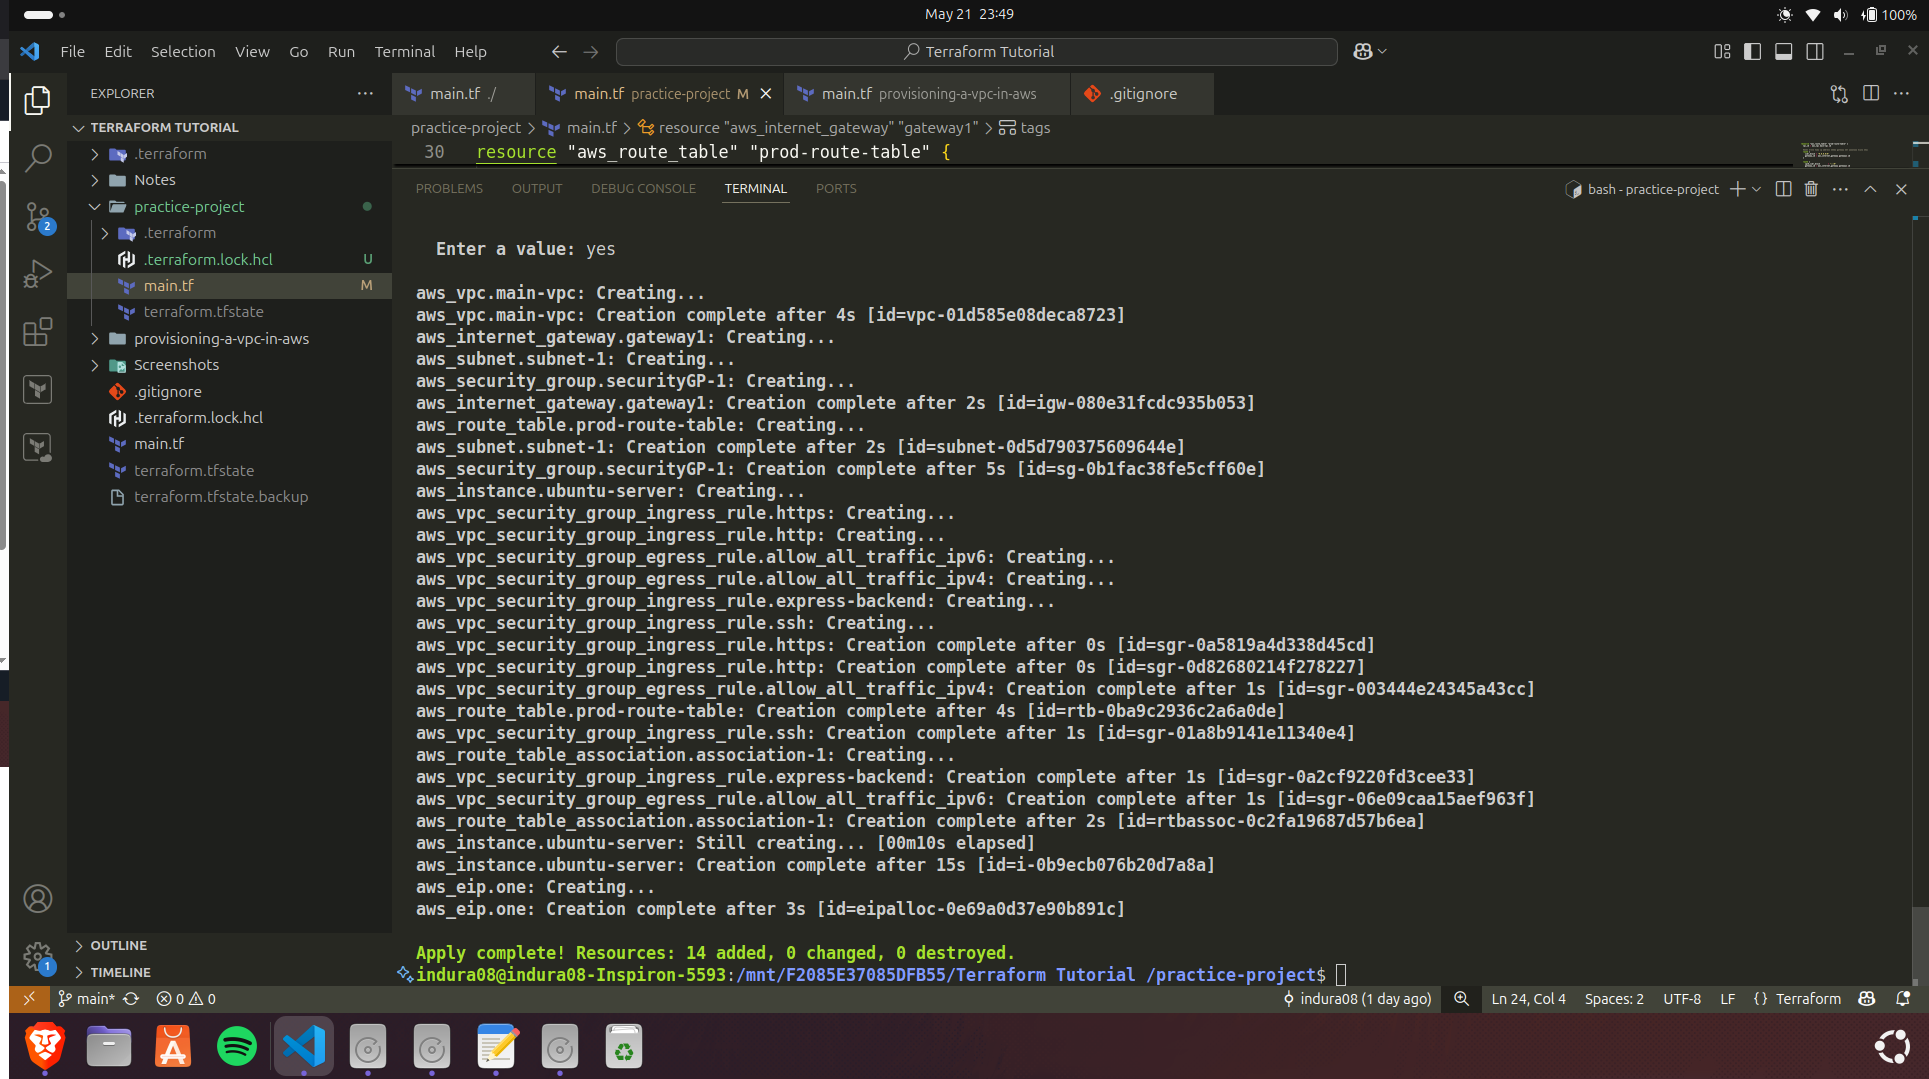 May 21 23:49
100%
File Edit Selection View Go Run Terminal Help
Terraform Tutorial
EXPLORER
main.tf ./
main.tf practice-project M
main.tf provisioning-a-vpc-in-aws
.gitignore
TERRAFORM TUTORIAL
.terraform
Notes
practice-project
.terraform
.terraform.lock.hcl U
main.tf M
terraform.tfstate
provisioning-a-vpc-in-aws
Screenshots
.gitignore
.terraform.lock.hcl
main.tf
terraform.tfstate
terraform.tfstate.backup
OUTLINE
TIMELINE
2
1
practice-project > main.tf > resource "aws_internet_gateway" "gateway1" > tags
30 resource "aws_route_table" "prod-route-table" {
PROBLEMS OUTPUT DEBUG CONSOLE TERMINAL PORTS
bash - practice-project
Enter a value: yes
aws_vpc.main-vpc: Creating...
aws_vpc.main-vpc: Creation complete after 4s [id=vpc-01d585e08deca8723]
aws_internet_gateway.gateway1: Creating...
aws_subnet.subnet-1: Creating...
aws_security_group.securityGP-1: Creating...
aws_internet_gateway.gateway1: Creation complete after 2s [id=igw-080e31fcdc935b053]
aws_route_table.prod-route-table: Creating...
aws_subnet.subnet-1: Creation complete after 2s [id=subnet-0d5d790375609644e]
aws_security_group.securityGP-1: Creation complete after 5s [id=sg-0b1fac38fe5cff60e]
aws_instance.ubuntu-server: Creating...
aws_vpc_security_group_ingress_rule.https: Creating...
aws_vpc_security_group_ingress_rule.http: Creating...
aws_vpc_security_group_egress_rule.allow_all_traffic_ipv6: Creating...
aws_vpc_security_group_egress_rule.allow_all_traffic_ipv4: Creating...
aws_vpc_security_group_ingress_rule.express-backend: Creating...
aws_vpc_security_group_ingress_rule.ssh: Creating...
aws_vpc_security_group_ingress_rule.https: Creation complete after 0s [id=sgr-0a5819a4d338d45cd]
aws_vpc_security_group_ingress_rule.http: Creation complete after 0s [id=sgr-0d82680214f278227]
aws_vpc_security_group_egress_rule.allow_all_traffic_ipv4: Creation complete after 1s [id=sgr-003444e24345a43cc]
aws_route_table.prod-route-table: Creation complete after 4s [id=rtb-0ba9c2936c2a6a0de]
aws_vpc_security_group_ingress_rule.ssh: Creation complete after 1s [id=sgr-01a8b9141e11340e4]
aws_route_table_association.association-1: Creating...
aws_vpc_security_group_ingress_rule.express-backend: Creation complete after 1s [id=sgr-0a2cf9220fd3cee33]
aws_vpc_security_group_egress_rule.allow_all_traffic_ipv6: Creation complete after 1s [id=sgr-06e09caa15aef963f]
aws_route_table_association.association-1: Creation complete after 2s [id=rtbassoc-0c2fa19687d57b6ea]
aws_instance.ubuntu-server: Still creating... [00m10s elapsed]
aws_instance.ubuntu-server: Creation complete after 15s [id=i-0b9ecb076b20d7a8a]
aws_eip.one: Creating...
aws_eip.one: Creation complete after 3s [id=eipalloc-0e69a0d37e90b891c]
Apply complete! Resources: 14 added, 0 changed, 0 destroyed.
indura08@indura08-Inspiron-5593:/mnt/F2085E37085DFB55/Terraform Tutorial /practice-project$
main* 0 0
indura08 (1 day ago) Ln 24, Col 4 Spaces: 2 UTF-8 LF {} Terraform